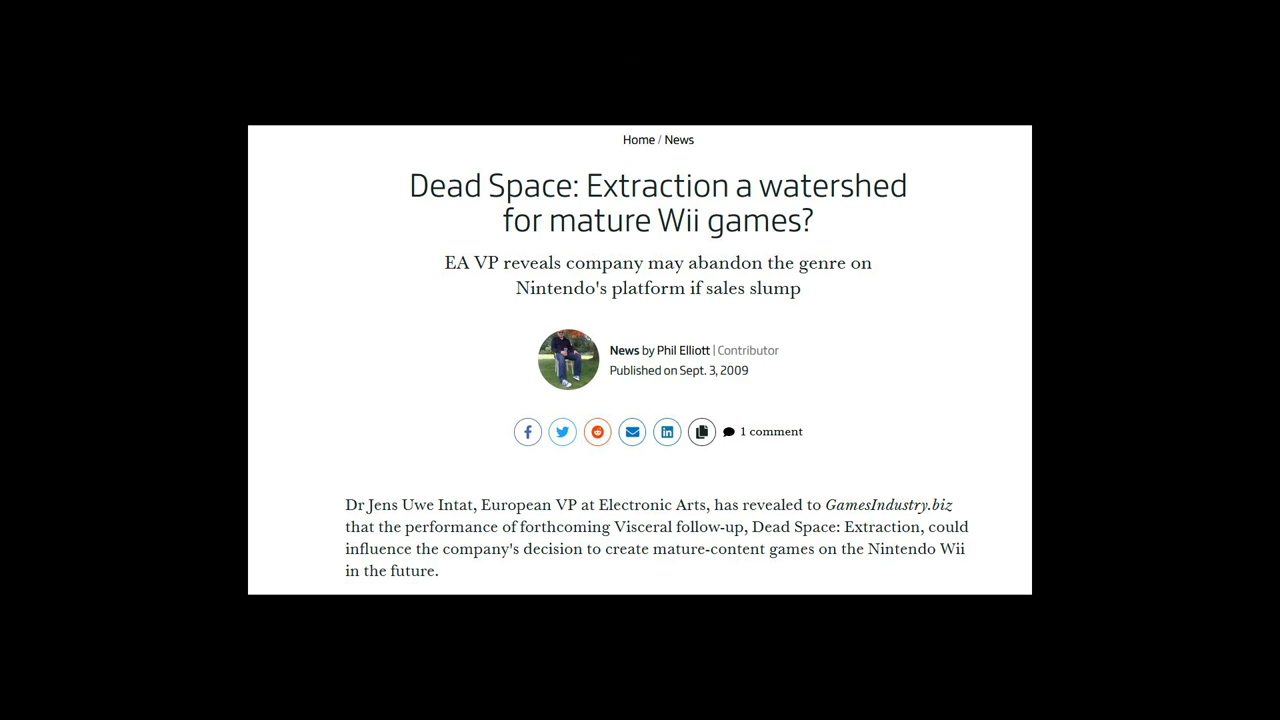 Home / News
Dead Space: Extraction a watershed
for mature Wii games?
EA VP reveals company may abandon the genre on
Nintendo's platform if sales slump
News by Phil Elliott | Contributor
Published on Sept. 3, 2009
1 comment
Dr Jens Uwe Intat, European VP at Electronic Arts, has revealed to GamesIndustry.biz
that the performance of forthcoming Visceral follow-up, Dead Space: Extraction, could
influence the company's decision to create mature-content games on the Nintendo Wii
in the future.